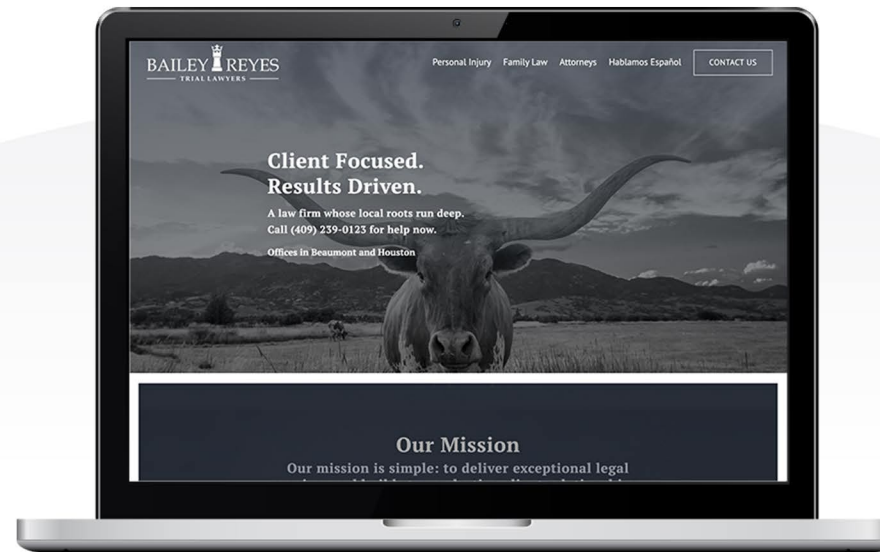 BAILEY REYES
TRIAL LAWYERS
Personal Injury Family Law Attorneys Hablamos Español CONTACT US
Client Focused.
Results Driven.
A law firm whose local roots run deep.
Call (409) 239-0123 for help now.
Offices in Beaumont and Houston
Our Mission
Our mission is simple: to deliver exceptional legal